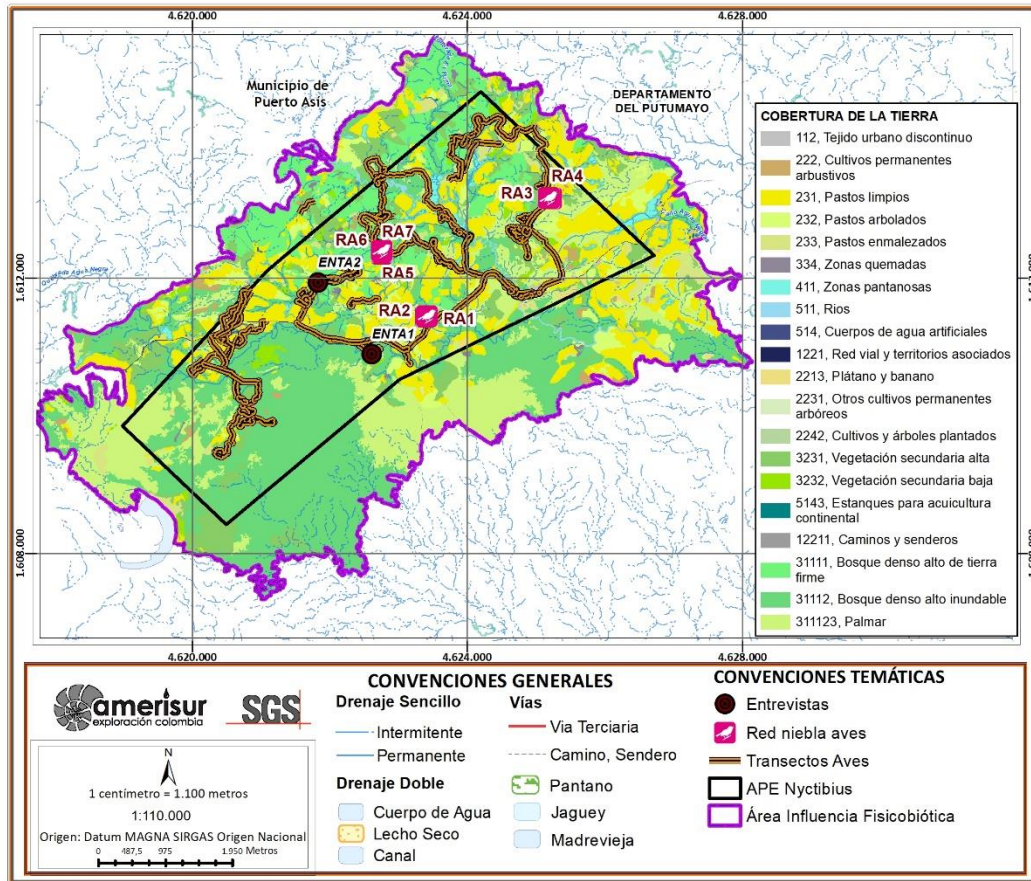 4.620.000
4.624.000
4.628.000
Municipio de
Puerto Asís
DEPARTAMENTO
DEL PUTUMAYO
RA4
RA3
RA7
RA6
ENTA2
RA5
RA2
RA1
ENTA1
1.612.000
1.608.000
COBERTURA DE LA TIERRA
112, Tejido urbano discontinuo
222, Cultivos permanentes
arbustivos
231, Pastos limpios
232, Pastos arbolados
233, Pastos enmalezados
334, Zonas quemadas
411, Zonas pantanosas
511, Rios
514, Cuerpos de agua artificiales
1221, Red vial y territorios asociados
2213, Plátano y banano
2231, Otros cultivos permanentes
arbóreos
2242, Cultivos y árboles plantados
3231, Vegetación secundaria alta
3232, Vegetación secundaria baja
5143, Estanques para acuicultura
continental
12211, Caminos y senderos
31111, Bosque denso alto de tierra
firme
31112, Bosque denso alto inundable
311123, Palmar
4.620.000
4.624.000
4.628.000
amerisur
exploración colombia
SGS
N
1 centímetro = 1.100 metros
1:110.000
Origen: Datum MAGNA SIRGAS Origen Nacional
0 487,5 975 1.950 Metros
CONVENCIONES GENERALES
Drenaje Sencillo
Intermitente
Permanente
Drenaje Doble
Cuerpo de Agua
Lecho Seco
Canal
Vías
Via Terciaria
Camino, Sendero
Pantano
Jaguey
Madrevieja
CONVENCIONES TEMÁTICAS
Entrevistas
Red niebla aves
Transectos Aves
APE Nyctibius
Área Influencia Fisicobiótica